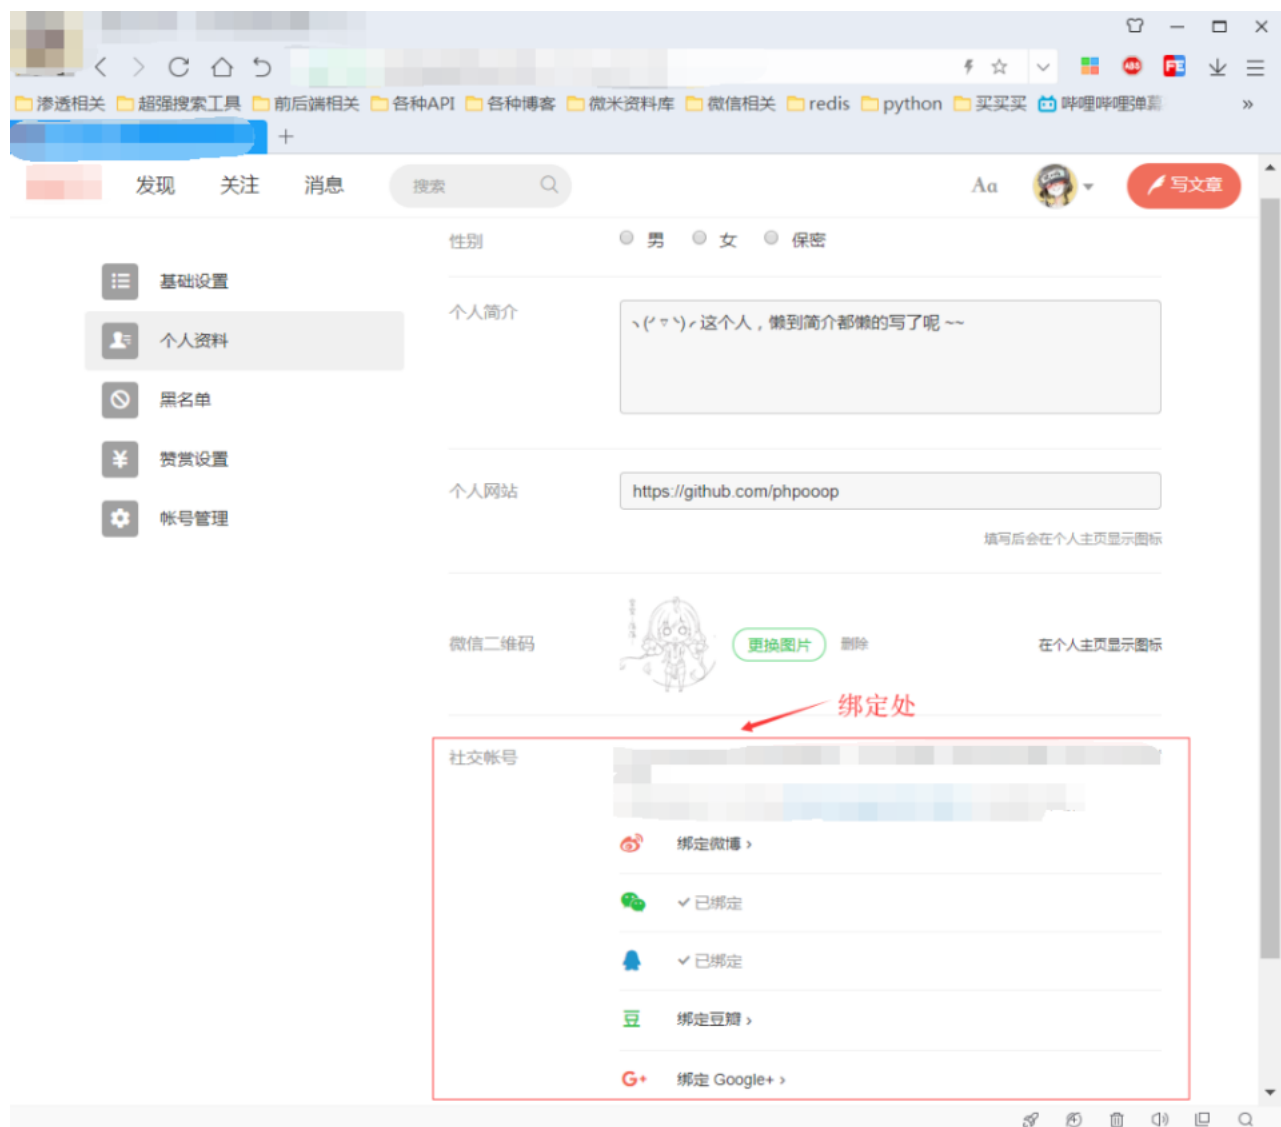 渗透相关 超强搜索工具 前后端相关 各种API 各种博客 微米资料库 微信相关 redis python 买买买 哔哩哔哩弹幕 »
发现 关注 消息 搜索 Aa 写文章
性别 男 女 保密
基础设置
个人简介
ヽ(✓▽ヽ)✓这个人，懒到简介都懒的写了呢 ~~
个人资料
黑名单
赞赏设置
个人网站 https://github.com/phpooop
帐号管理
填写后会在个人主页显示图标
微信二维码 更换图片 删除 在个人主页显示图标
绑定处
社交帐号
绑定微博 ›
已绑定
已绑定
豆 绑定豆瓣 ›
G+ 绑定 Google+ ›